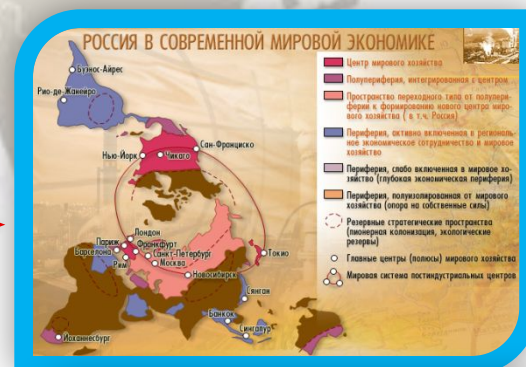 РОССИЯ В СОВРЕМЕННОЙ МИРОВОЙ ЭКОНОМИКЕ
Центр мирового хозяйства
Полупериферия, интегрированная с центром
Пространство переходного типа от полупери-
ферии к формированию нового центра миро-
вого хозяйства ( в т.ч. Россия)
Периферия, активно включенная в региональ-
ное экономическое сотрудничество и мировое
хозяйство
Периферия, слабо включенная в мировое хо-
зяйство (глубокая экономическая периферия)
Периферия, полуизолированная от мирового
хозяйства (опора на собственные силы)
Резервные стратегические пространства
(пионерная колонизация, экологические
резервы)
Главные центры (полюсы) мирового хозяйства
Мировая система постиндустриальных центров
Буэнос-Айрес
Рио-де-Жанейро
Сан-Франциско
Нью-Йорк
Чикаго
Лондон
Париж
Франкфурт
Барселона
Санкт-Петербург
Рим
Москва
Токио
Новосибирск
Сянган
Банкок
Сингапур
Йоханнесбург